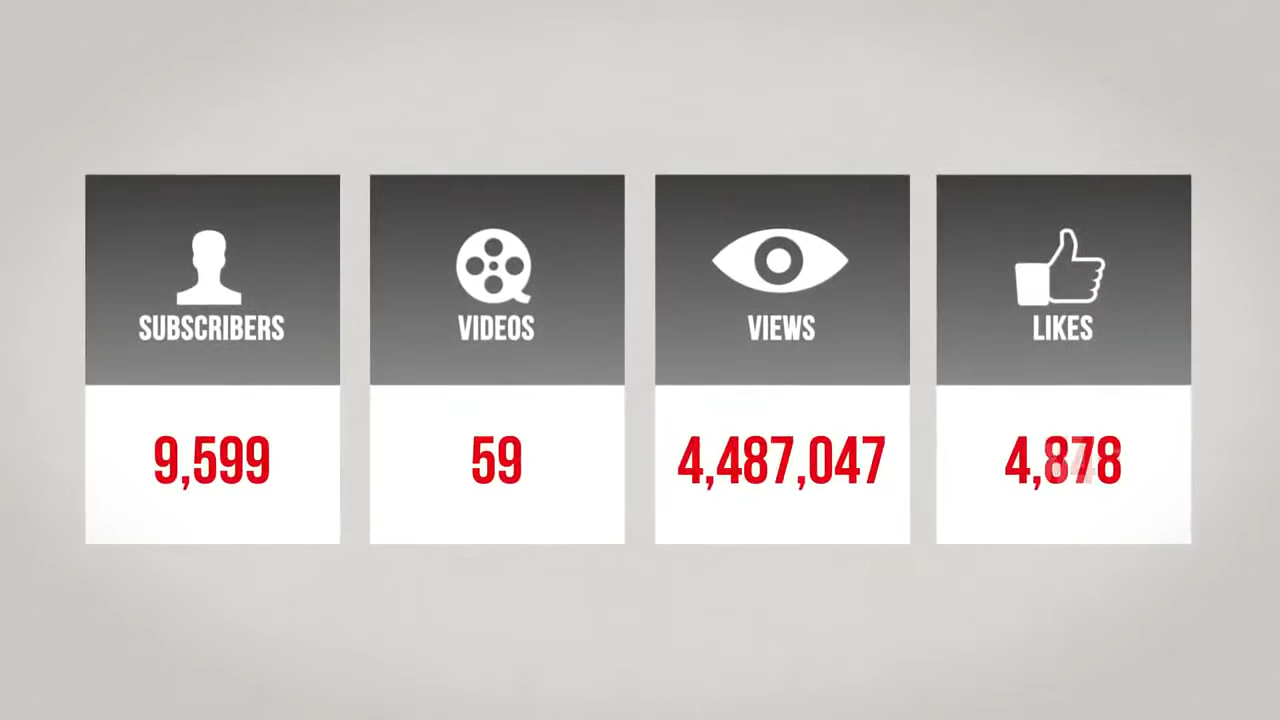 SUBSCRIBERS
9,599
VIDEOS
59
VIEWS
4,487,047
LIKES
4,878